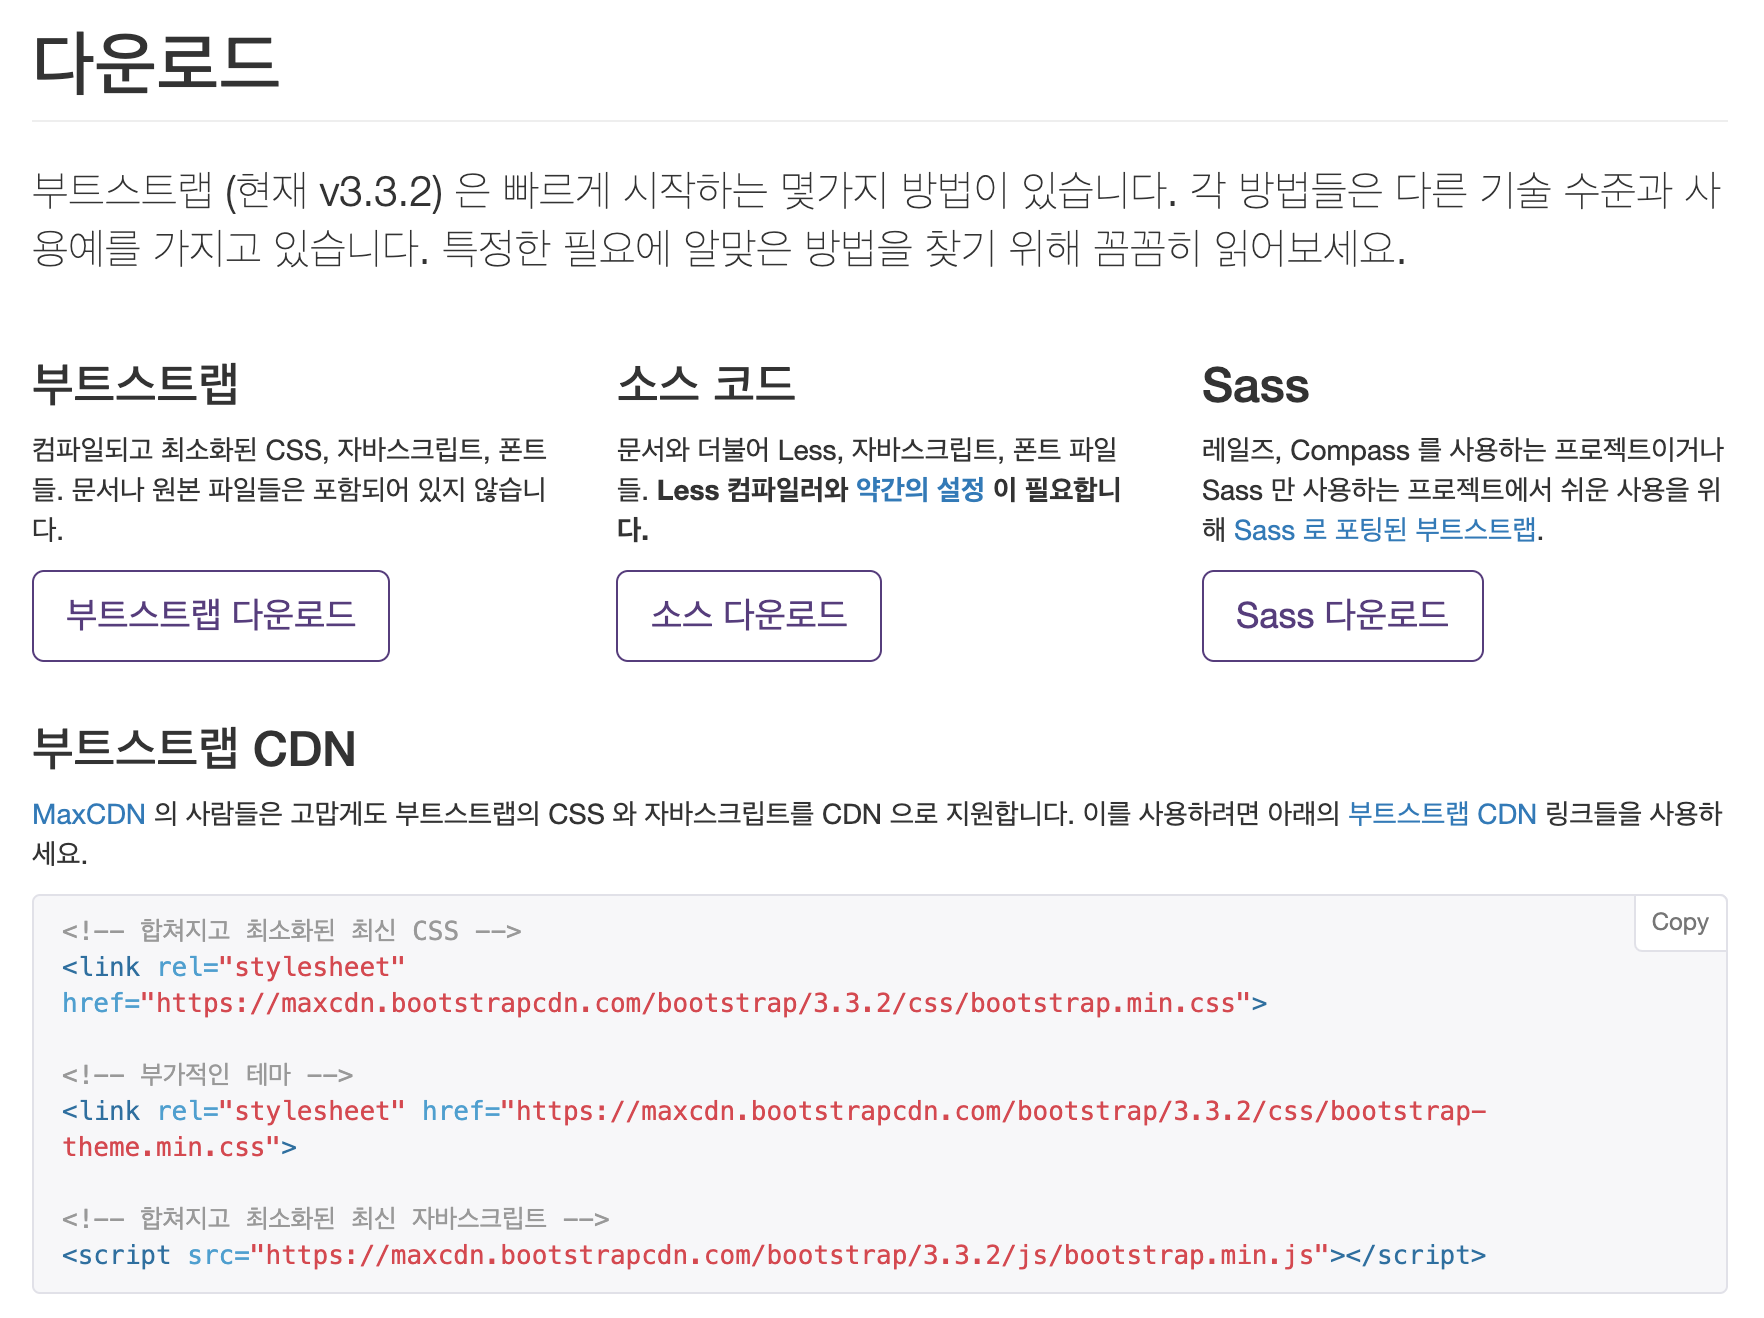 다운로드
부트스트랩 (현재 v3.3.2) 은 빠르게 시작하는 몇가지 방법이 있습니다. 각 방법들은 다른 기술 수준과 사
용예를 가지고 있습니다. 특정한 필요에 알맞은 방법을 찾기 위해 꼼꼼히 읽어보세요.
부트스트랩
컴파일되고 최소화된 CSS, 자바스크립트, 폰트
들. 문서나 원본 파일들은 포함되어 있지 않습니
다.
부트스트랩 다운로드
소스 코드
문서와 더불어 Less, 자바스크립트, 폰트 파일
들. Less 컴파일러와 약간의 설정 이 필요합니
다.
소스 다운로드
Sass
레일즈, Compass 를 사용하는 프로젝트이거나
Sass 만 사용하는 프로젝트에서 쉬운 사용을 위
해 Sass 로 포팅된 부트스트랩.
Sass 다운로드
부트스트랩 CDN
MaxCDN 의 사람들은 고맙게도 부트스트랩의 CSS 와 자바스크립트를 CDN 으로 지원합니다. 이를 사용하려면 아래의 부트스트랩 CDN 링크들을 사용하
세요.
Copy
<!-- 합쳐지고 최소화된 최신 CSS -->
<link rel="stylesheet"
href="https://maxcdn.bootstrapcdn.com/bootstrap/3.3.2/css/bootstrap.min.css">
<!-- 부가적인 테마 -->
<link rel="stylesheet" href="https://maxcdn.bootstrapcdn.com/bootstrap/3.3.2/css/bootstrap-
theme.min.css">
<!-- 합쳐지고 최소화된 최신 자바스크립트 -->
<script src="https://maxcdn.bootstrapcdn.com/bootstrap/3.3.2/js/bootstrap.min.js"></script>